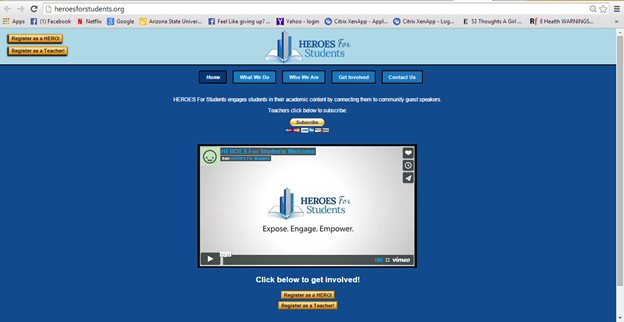 heroesforstudents.org
Apps (1) Facebook Netflix Google Arizona State Univer... Feel Like giving up? ... Yahoo - login Citrix XenApp - Appl... Citrix XenApp - Log... 53 Thoughts A Girl ... 8 Health WARNINGS...
Register as a HERO!
Register as a Teacher!
HEROES For
Students
Home What We Do Who We Are Get Involved Contact Us
HEROES For Students engages students in their academic content by connecting them to community guest speakers.
Teachers click below to subscribe:
Subscribe
HEROES For Students Welcome
from HEROES For Students
HEROES For
Students
Expose. Engage. Empower.
HD vimeo
Click below to get involved!
Register as a HERO!
Register as a Teacher!